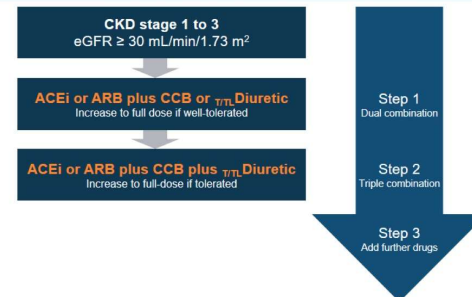 CKD stage 1 to 3
eGFR ≥ 30 mL/min/1.73 m²
ACEi or ARB plus CCB or T/TLDiuretic
Increase to full dose if well-tolerated
ACEi or ARB plus CCB plus T/TLDiuretic
Increase to full-dose if tolerated
Step 1
Dual combination
Step 2
Triple combination
Step 3
Add further drugs